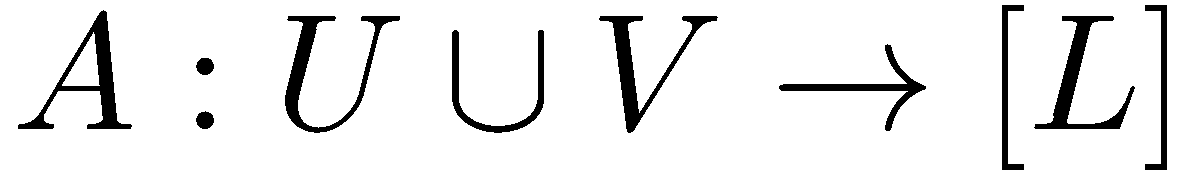 A : U ∪ V → [L]